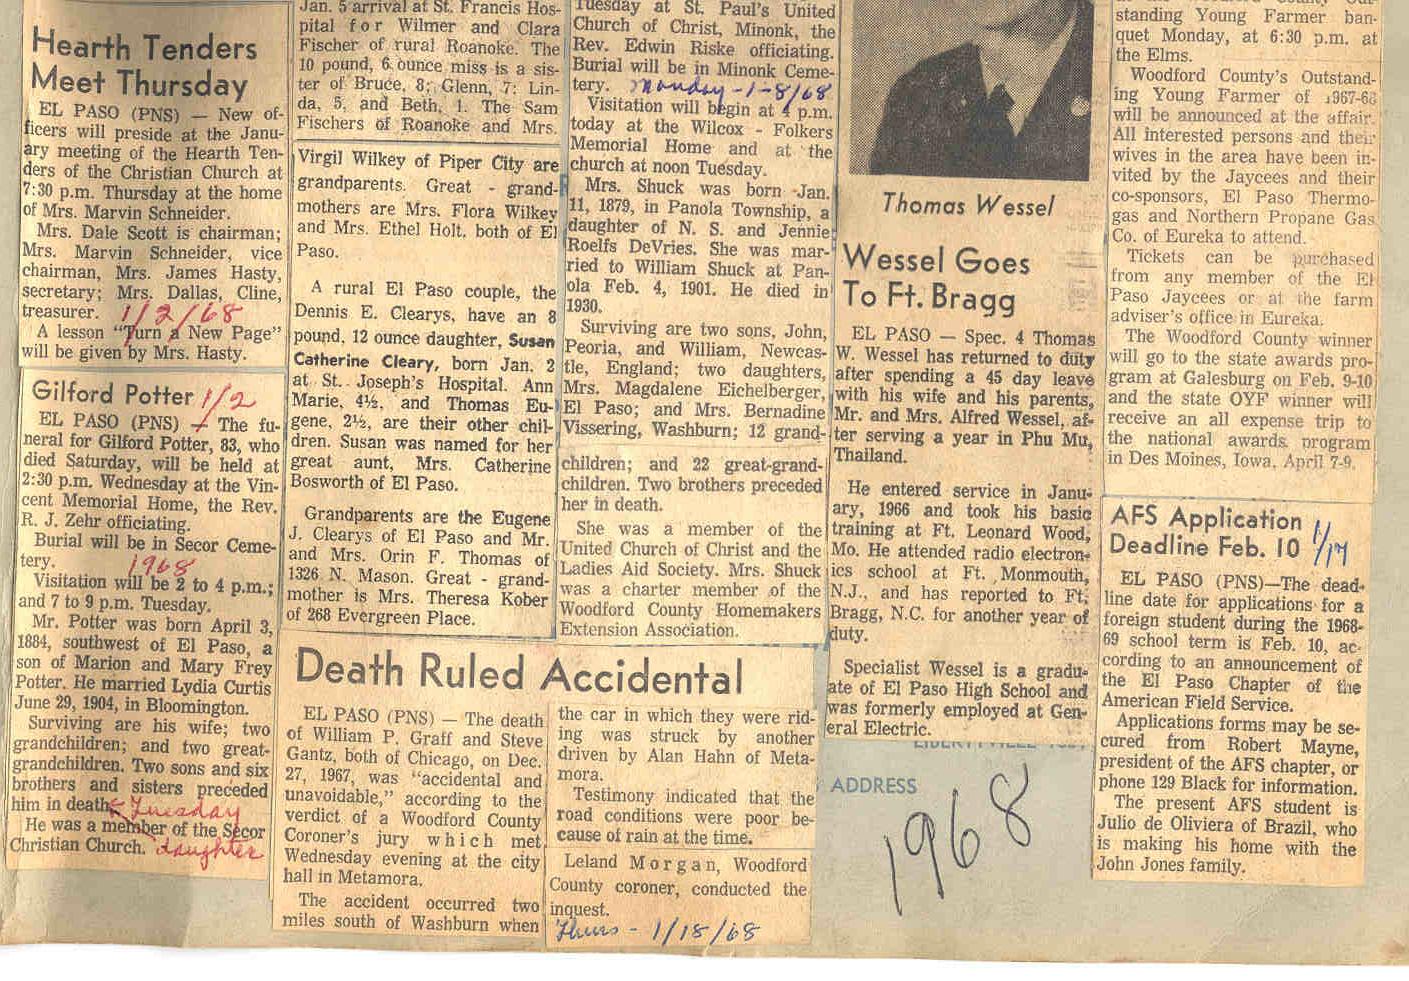 Hearth Tenders
Meet Thursday
EL PASO (PNS) — New of-
ficers will preside at the Janu-
ary meeting of the Hearth Ten-
ders of the Christian Church at
7:30 p.m. Thursday at the home
of Mrs. Marvin Schneider.
Mrs. Dale Scott is chairman;
Mrs. Marvin Schneider, vice
chairman, Mrs. James Hasty,
secretary; Mrs. Dallas, Cline,
treasurer. 1/2/68
A lesson "Turn a New Page"
will be given by Mrs. Hasty.
Gilford Potter 1/2
EL PASO (PNS) — The fu-
neral for Gilford Potter, 83, who
died Saturday, will be held at
2:30 p.m. Wednesday at the Vin-
cent Memorial Home, the Rev.
R. J. Zehr officiating.
Burial will be in Secor Ceme-
tery. 1968
Visitation will be 2 to 4 p.m.;
and 7 to 9 p.m. Tuesday.
Mr. Potter was born April 3,
1884, southwest of El Paso, a
son of Marion and Mary Frey
Potter. He married Lydia Curtis
June 29, 1904, in Bloomington.
Surviving are his wife; two
grandchildren; and two great-
grandchildren. Two sons and six
brothers and sisters preceded
him in death. Tuesday
He was a member of the Secor
Christian Church. daughter
Jan. 5 arrival at St. Francis Hos-
pital for Wilmer and Clara
Fischer of rural Roanoke. The
10 pound, 6 ounce miss is a sis-
ter of Bruce, 8; Glenn, 7; Lin-
da, 5, and Beth, 1. The Sam
Fischers of Roanoke and Mrs.
Virgil Wilkey of Piper City are
grandparents. Great - grand-
mothers are Mrs. Flora Wilkey
and Mrs. Ethel Holt, both of El
Paso.
A rural El Paso couple, the
Dennis E. Clearys, have an 8
pound, 12 ounce daughter, Susan
Catherine Cleary, born Jan. 2
at St. Joseph's Hospital. Ann
Marie, 4½, and Thomas Eu-
gene, 2½, are their other chil-
dren. Susan was named for her
great aunt, Mrs. Catherine
Bosworth of El Paso.
Grandparents are the Eugene
J. Clearys of El Paso and Mr.
and Mrs. Orin F. Thomas of
1326 N. Mason. Great - grand-
mother is Mrs. Theresa Kober
of 268 Evergreen Place.
Tuesday at St. Paul's United
Church of Christ, Minonk, the
Rev. Edwin Riske officiating.
Burial will be in Minonk Ceme-
tery. Monday - 1-8/68
Visitation will begin at 4 p.m.
today at the Wilcox - Folkers
Memorial Home and at the
church at noon Tuesday.
Mrs. Shuck was born Jan.
11, 1879, in Panola Township, a
daughter of N. S. and Jennie
Roelfs DeVries. She was mar-
ried to William Shuck at Pan-
ola Feb. 4, 1901. He died in
1930.
Surviving are two sons, John,
Peoria, and William, Newcas-
tle, England; two daughters,
Mrs. Magdalene Eichelberger,
El Paso; and Mrs. Bernadine
Vissering, Washburn; 12 grand-
children; and 22 great-grand-
children. Two brothers preceded
her in death.
She was a member of the
United Church of Christ and the
Ladies Aid Society. Mrs. Shuck
was a charter member of the
Woodford County Homemakers
Extension Association.
Death Ruled Accidental
EL PASO (PNS) — The death
of William P. Graff and Steve
Gantz, both of Chicago, on Dec.
27, 1967, was "accidental and
unavoidable," according to the
verdict of a Woodford County
Coroner's jury which met
Wednesday evening at the city
hall in Metamora.
The accident occurred two
miles south of Washburn when
the car in which they were rid-
ing was struck by another
driven by Alan Hahn of Meta-
mora.
Testimony indicated that the
road conditions were poor be-
cause of rain at the time.
Leland Morgan, Woodford
County coroner, conducted the
inquest.
Thurs - 1/18/68
Thomas Wessel
Wessel Goes
To Ft. Bragg
EL PASO — Spec. 4 Thomas
W. Wessel has returned to duty
after spending a 45 day leave
with his wife and his parents,
Mr. and Mrs. Alfred Wessel, af-
ter serving a year in Phu Mu,
Thailand.
He entered service in Janu-
ary, 1966 and took his basic
training at Ft. Leonard Wood,
Mo. He attended radio electron-
ics school at Ft. Monmouth,
N.J., and has reported to Ft.
Bragg, N.C. for another year of
duty.
Specialist Wessel is a gradu-
ate of El Paso High School and
was formerly employed at Gen-
eral Electric.
ADDRESS
1968
standing Young Farmer ban-
quet Monday, at 6:30 p.m. at
the Elms.
Woodford County's Outstand-
ing Young Farmer of 1967-68
will be announced at the affair.
All interested persons and their
wives in the area have been in-
vited by the Jaycees and their
co-sponsors, El Paso Thermo-
gas and Northern Propane Gas
Co. of Eureka to attend.
Tickets can be purchased
from any member of the El
Paso Jaycees or at the farm
adviser's office in Eureka.
The Woodford County winner
will go to the state awards pro-
gram at Galesburg on Feb. 9-10
and the state OYF winner will
receive an all expense trip to
the national awards program
in Des Moines, Iowa, April 7-9.
AFS Application
Deadline Feb. 10 1/17
EL PASO (PNS)—The dead-
line date for applications for a
foreign student during the 1968-
69 school term is Feb. 10, ac-
cording to an announcement of
the El Paso Chapter of the
American Field Service.
Applications forms may be se-
cured from Robert Mayne,
president of the AFS chapter, or
phone 129 Black for information.
The present AFS student is
Julio de Oliviera of Brazil, who
is making his home with the
John Jones family.